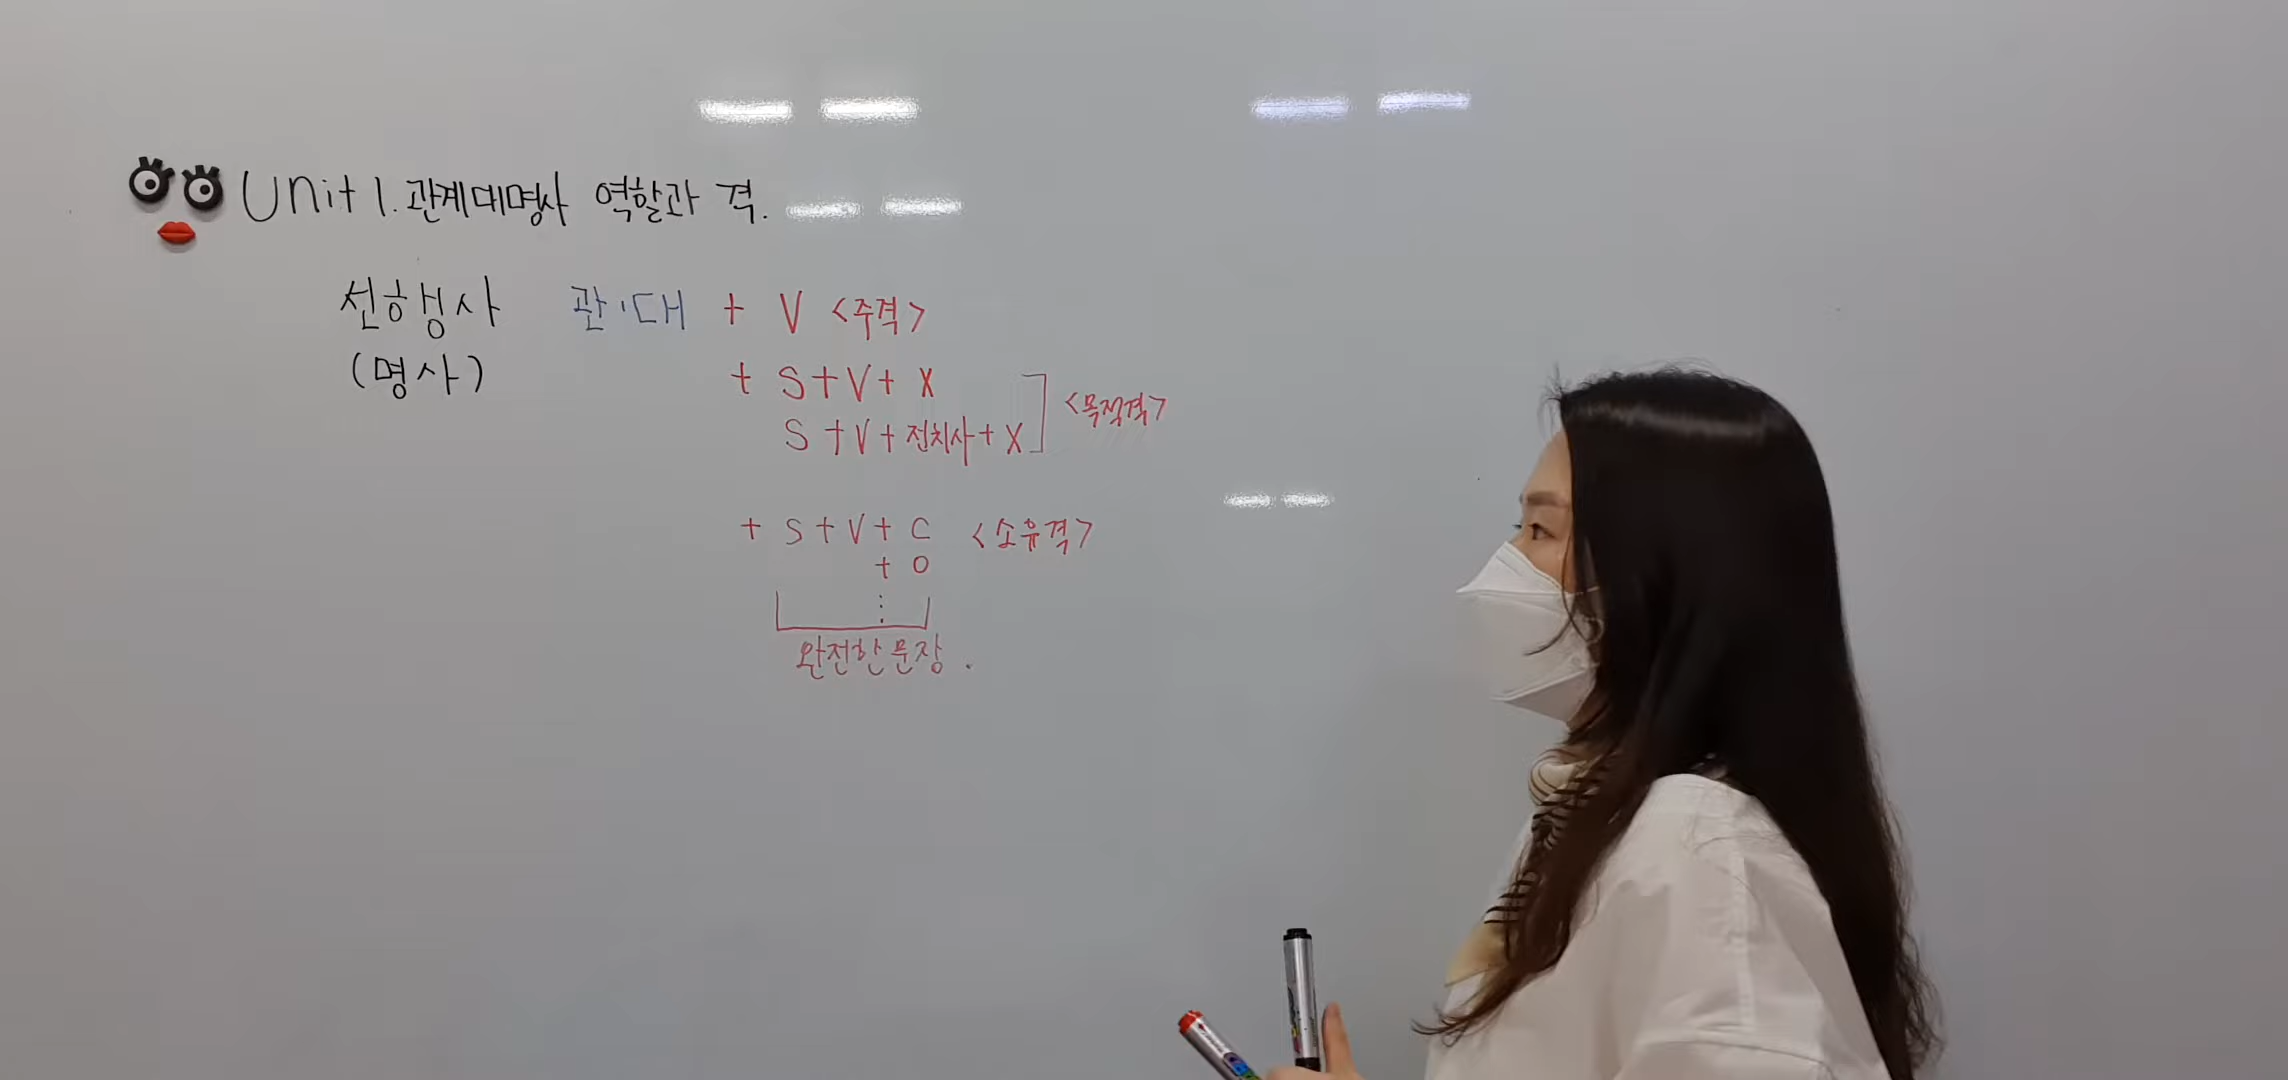 Unit 1. 관계대명사 역할과 격.
선행사 관·대 + V <주격>
(명사) + S+V+ X
S +V+ 전치사+ X <목적격>
+ S+V+ C <소유격>
+ O
완전한 문장.